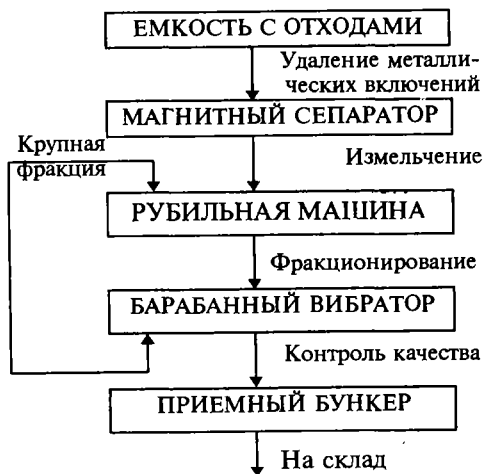 ЕМКОСТЬ С ОТХОДАМИ
Удаление металли-
ческих включений
МАГНИТНЫЙ СЕПАРАТОР
Крупная
фракция
Измельчение
РУБИЛЬНАЯ МАШИНА
Фракционирование
БАРАБАННЫЙ ВИБРАТОР
Контроль качества
ПРИЕМНЫЙ БУНКЕР
На склад